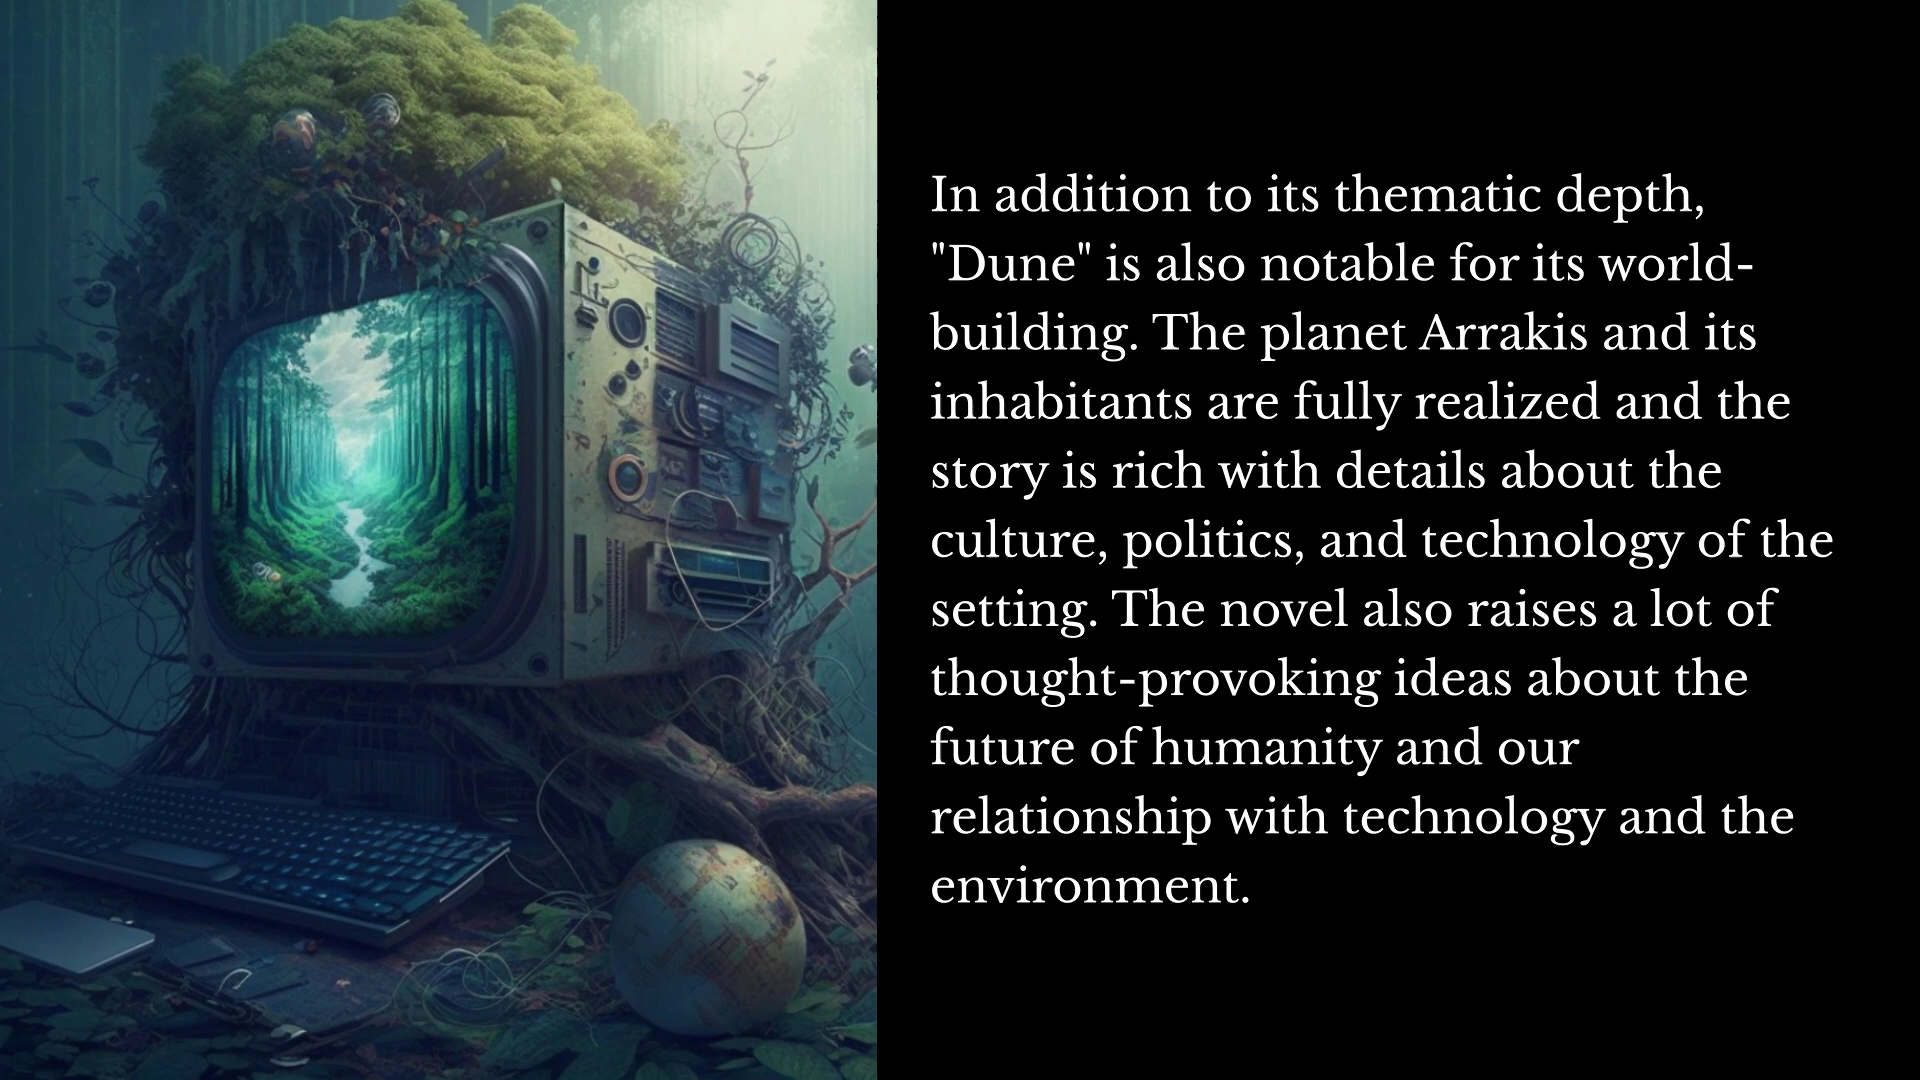 In addition to its thematic depth,
"Dune" is also notable for its world-
building. The planet Arrakis and its
inhabitants are fully realized and the
story is rich with details about the
culture, politics, and technology of the
setting. The novel also raises a lot of
thought-provoking ideas about the
future of humanity and our
relationship with technology and the
environment.